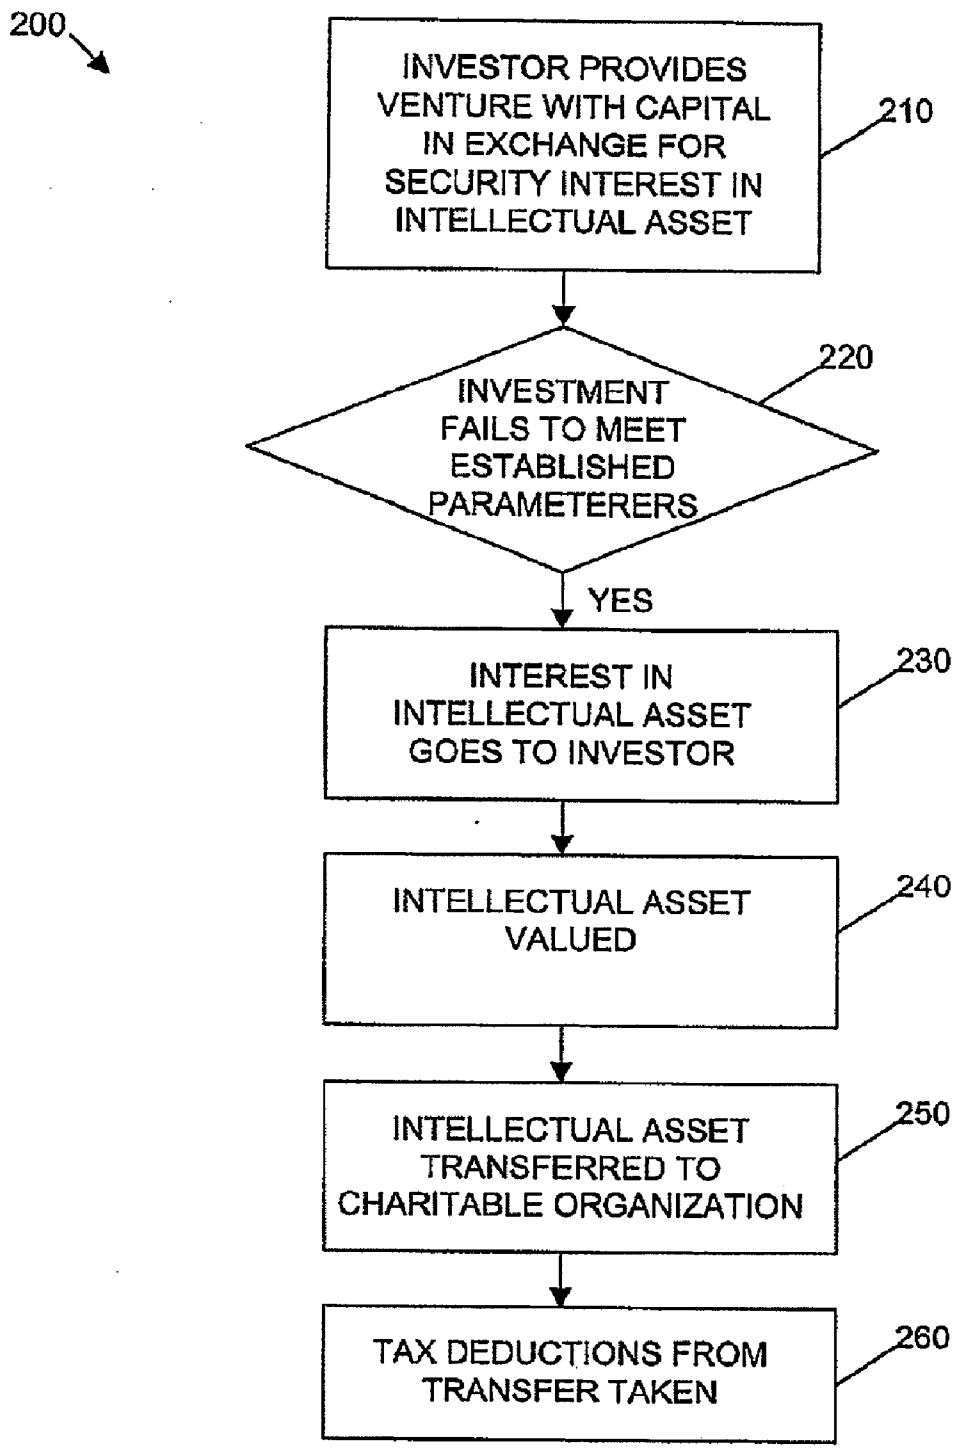 200
INVESTOR PROVIDES
VENTURE WITH CAPITAL
IN EXCHANGE FOR
SECURITY INTEREST IN
INTELLECTUAL ASSET
210
INVESTMENT
FAILS TO MEET
ESTABLISHED
PARAMETERERS
220
YES
INTEREST IN
INTELLECTUAL ASSET
GOES TO INVESTOR
230
INTELLECTUAL ASSET
VALUED
240
INTELLECTUAL ASSET
TRANSFERRED TO
CHARITABLE ORGANIZATION
250
TAX DEDUCTIONS FROM
TRANSFER TAKEN
260